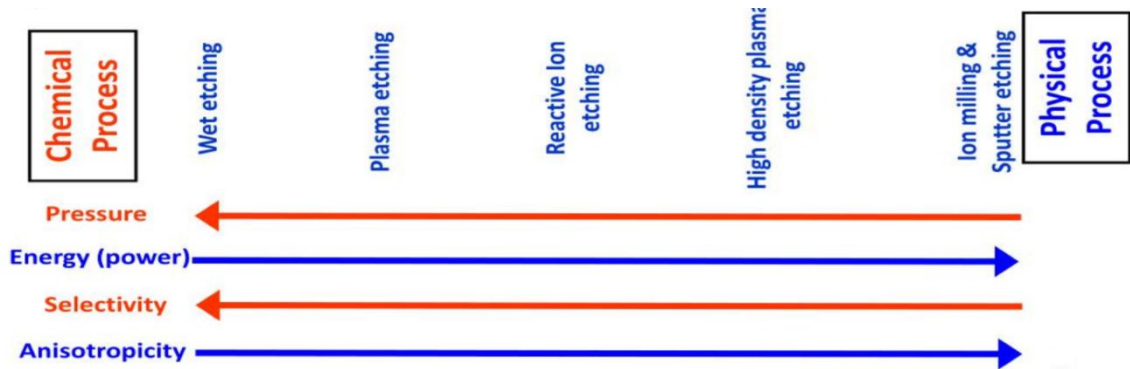 Chemical
Process
Wet etching
Plasma etching
Reactive Ion
etching
High density plasma
etching
Ion milling &
Sputter etching
Physical
Process
Pressure
Energy (power)
Selectivity
Anisotropicity